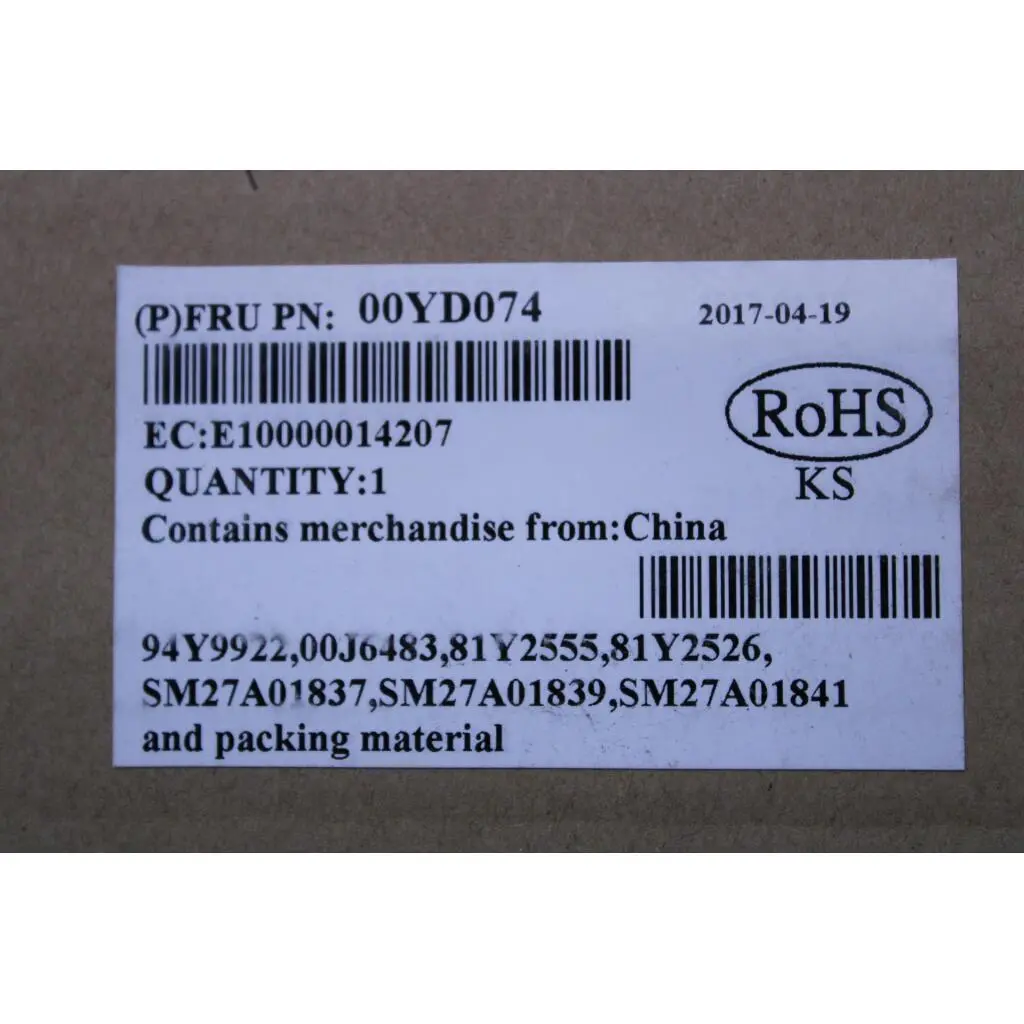 (P)FRU PN: 00YD074
2017-04-19
RoHS
KS
EC:E10000014207
QUANTITY:1
Contains merchandise from:China
94Y9922,00J6483,81Y2555,81Y2526,
SM27A01837,SM27A01839,SM27A01841
and packing material